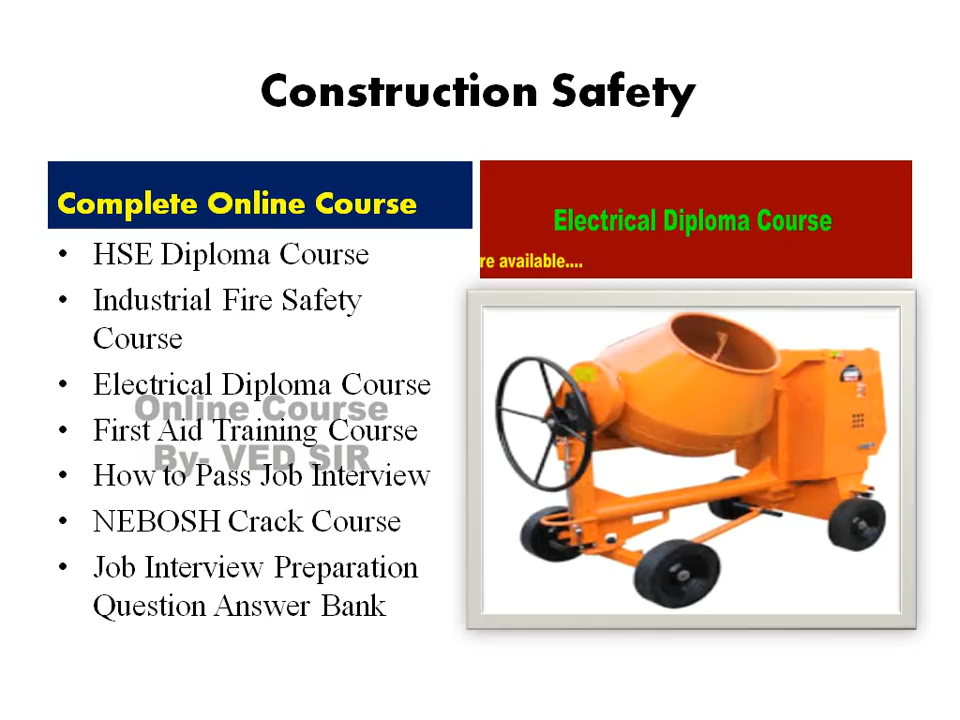 Construction Safety
Complete Online Course
• HSE Diploma Course
• Industrial Fire Safety
Course
• Electrical Diploma Course
• First Aid Training Course
• How to Pass Job Interview
• NEBOSH Crack Course
• Job Interview Preparation
Question Answer Bank
Online Course
By- VED SIR
Electrical Diploma Course
re available....